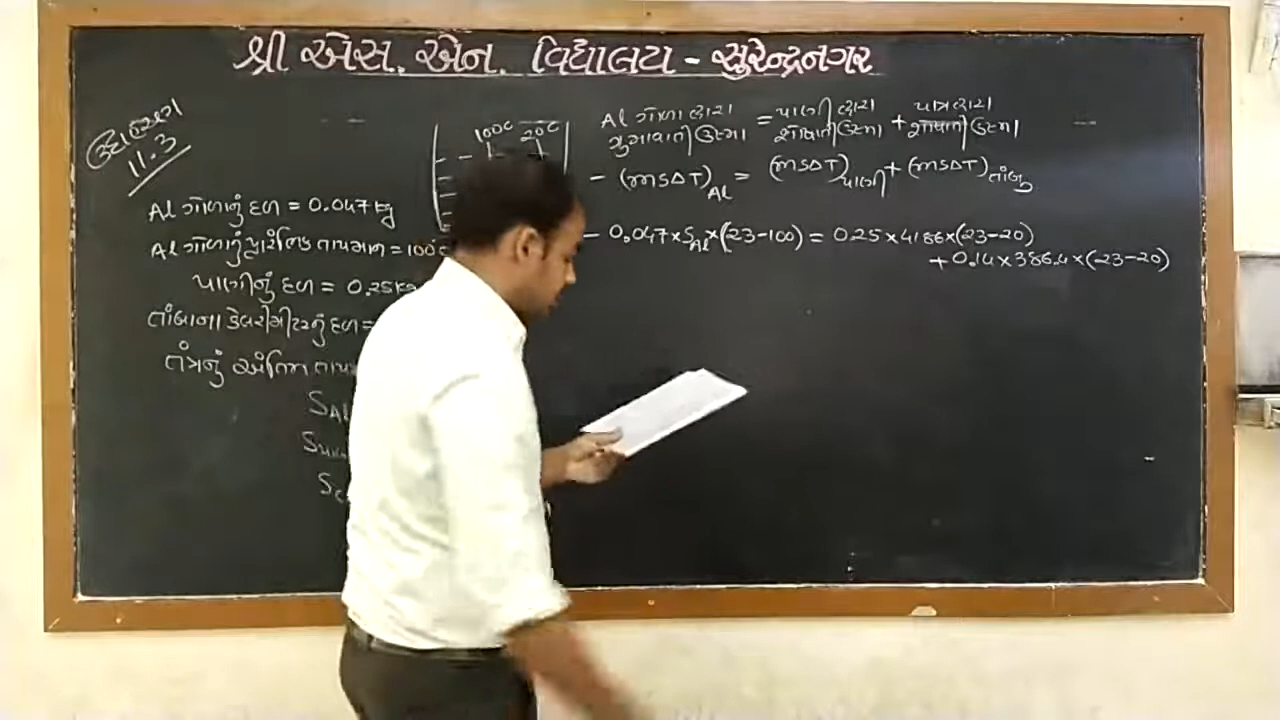 શ્રી એસ. એન. વિદ્યાલય - સુરેન્દ્રનગર
ઉદાહરણ
11.3
Al ગોળાનું દળ = 0.047 kg
Al ગોળાનું પ્રારંભિક તાપમાન = 100°C
પાણીનું દળ = 0.25 kg
તાંબાના કેલરોમીટરનું દળ =
તંત્રનું અંતિમ
S Al
100°C 20°C
Al ગોળા દ્વારા ગુમાવાતી ઉષ્મા = પાણી દ્વારા શોષાતી ઉષ્મા + પાત્ર દ્વારા શોષાતી ઉષ્મા
- (msΔT)Al = (msΔT)પાણી + (msΔT)તાંબુ
- 0.047 × SAl × (23-100) = 0.25 × 4186 × (23-20)
+ 0.14 × 386.4 × (23-20)